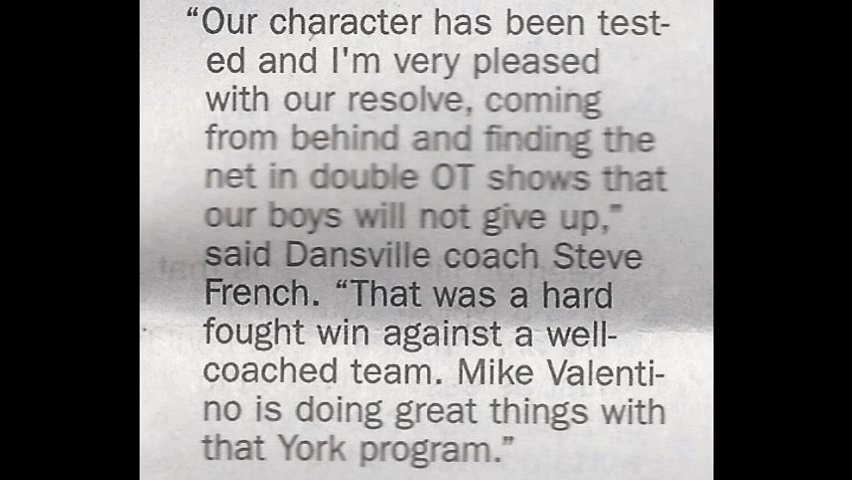 “Our character has been test-
ed and I'm very pleased
with our resolve, coming
from behind and finding the
net in double OT shows that
our boys will not give up,”
said Dansville coach Steve
French. “That was a hard
fought win against a well-
coached team. Mike Valenti-
no is doing great things with
that York program.”